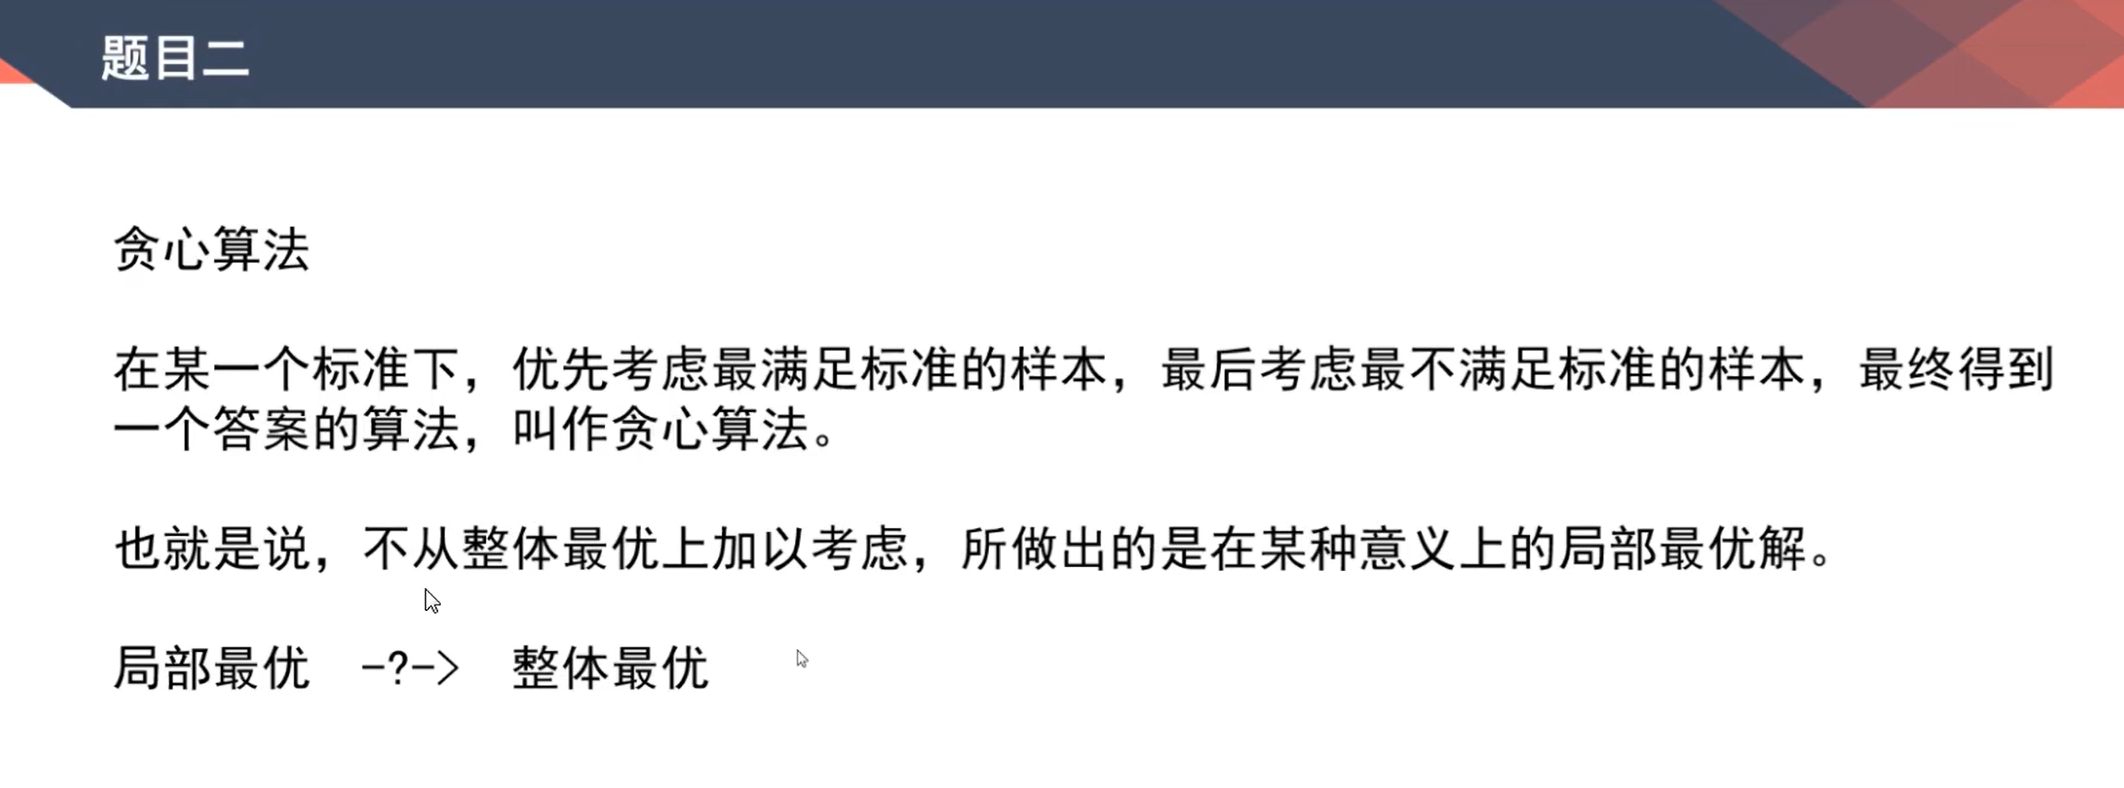 题目二
贪心算法
在某一个标准下，优先考虑最满足标准的样本，最后考虑最不满足标准的样本，最终得到
一个答案的算法，叫作贪心算法。
也就是说，不从整体最优上加以考虑，所做出的是在某种意义上的局部最优解。
局部最优 -?-> 整体最优